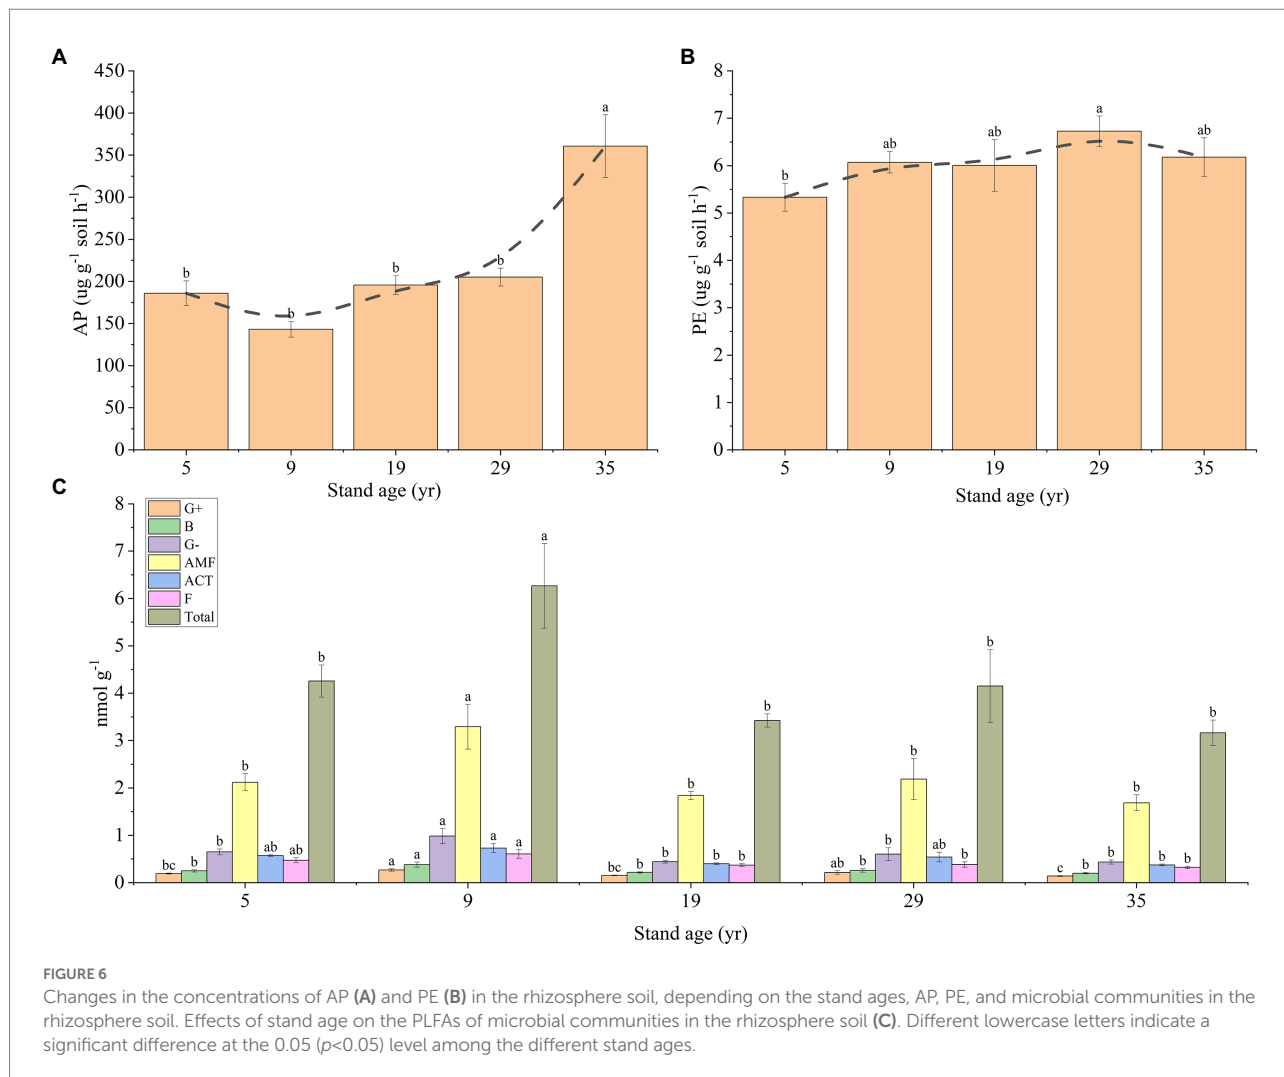 A
450
400
350
300
250
200
150
100
50
0
AP (ug g-1 soil h-1)
b
b
b
b
a
5 9 19 29 35
Stand age (yr)
B
8
7
6
5
4
3
2
1
0
PE (ug g-1 soil h-1)
b
ab
ab
a
ab
5 9 19 29 35
Stand age (yr)
C
8
7
6
5
4
3
2
1
0
nmol g-1
G+
B
G-
AMF
ACT
F
Total
bc b b b ab ab b
a a a a a a a
bc b b b b b b
ab b b b ab b b
c b b b b b b
5 9 19 29 35
Stand age (yr)
FIGURE 6
Changes in the concentrations of AP (A) and PE (B) in the rhizosphere soil, depending on the stand ages, AP, PE, and microbial communities in the
rhizosphere soil. Effects of stand age on the PLFAs of microbial communities in the rhizosphere soil (C). Different lowercase letters indicate a
significant difference at the 0.05 (p<0.05) level among the different stand ages.